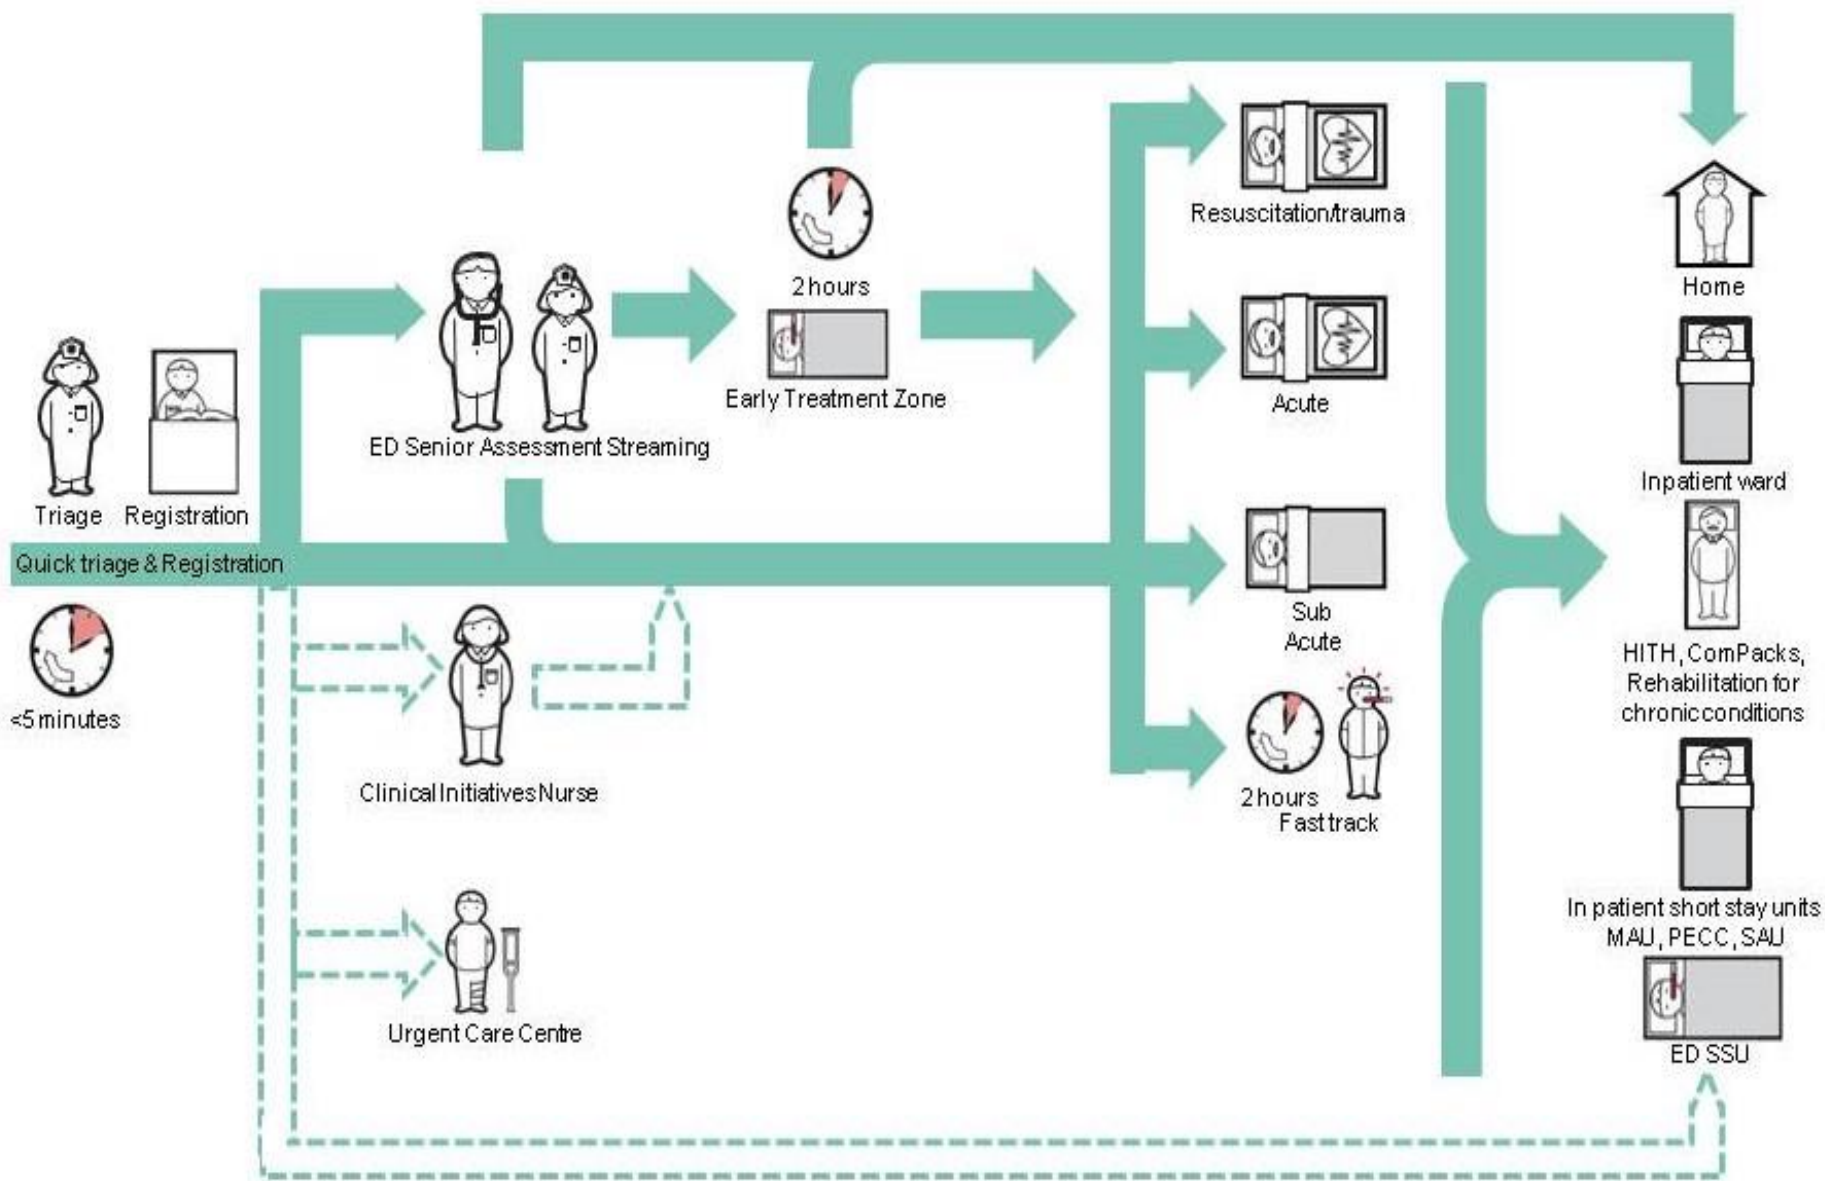 Triage
Registration
Quick triage & Registration
<5 minutes
ED Senior Assessment Streaming
Clinical Initiatives Nurse
Urgent Care Centre
2 hours
Early Treatment Zone
Resuscitation/trauma
Acute
Sub
Acute
2 hours
Fast track
Home
Inpatient ward
HITH, ComPacks,
Rehabilitation for
chronic conditions
In patient short stay units
MAU, PECC, SAU
ED SSU